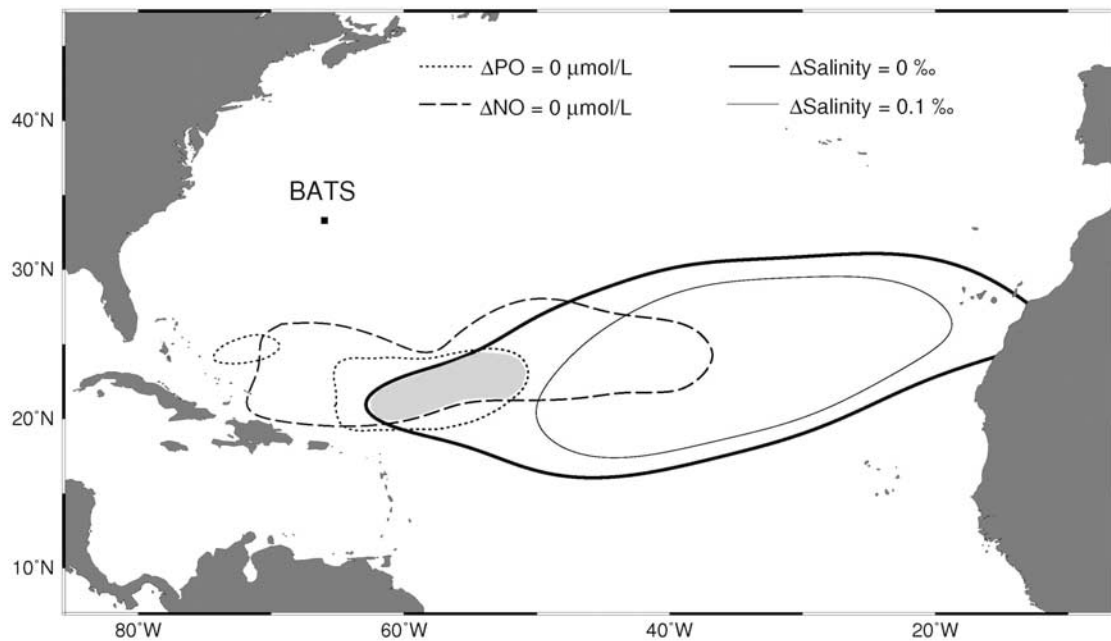 ΔPO = 0 μmol/L
ΔSalinity = 0 ‰
ΔNO = 0 μmol/L
ΔSalinity = 0.1 ‰
40˚N
BATS
30˚N
20˚N
10˚N
80˚W
60˚W
40˚W
20˚W